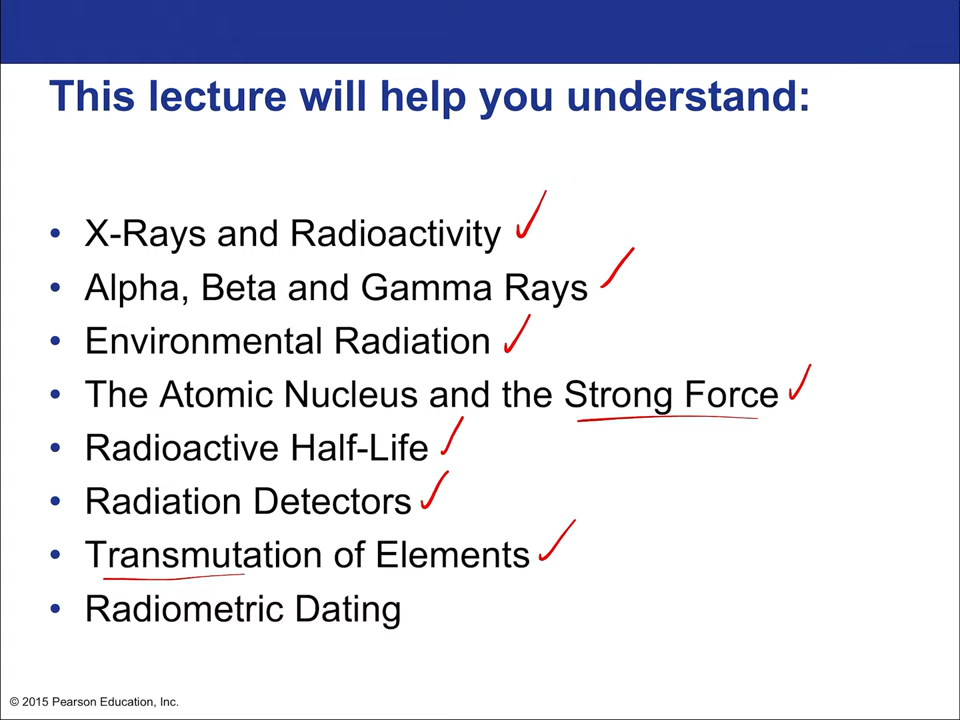 This lecture will help you understand:
• X-Rays and Radioactivity
• Alpha, Beta and Gamma Rays
• Environmental Radiation
• The Atomic Nucleus and the Strong Force
• Radioactive Half-Life
• Radiation Detectors
• Transmutation of Elements
• Radiometric Dating
© 2015 Pearson Education, Inc.